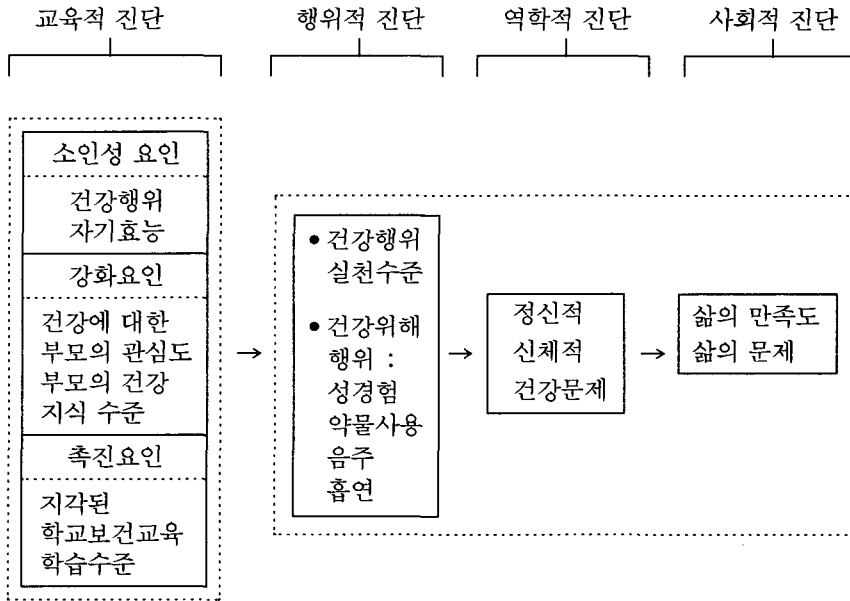 교육적 진단
행위적 진단
역학적 진단
사회적 진단
소인성 요인
건강행위
자기효능
강화요인
건강에 대한
부모의 관심도
부모의 건강
지식 수준
촉진요인
지각된
학교보건교육
학습수준
→
• 건강행위
실천수준
• 건강위해
행위 :
성경험
약물사용
음주
흡연
→
정신적
신체적
건강문제
→
삶의 만족도
삶의 문제